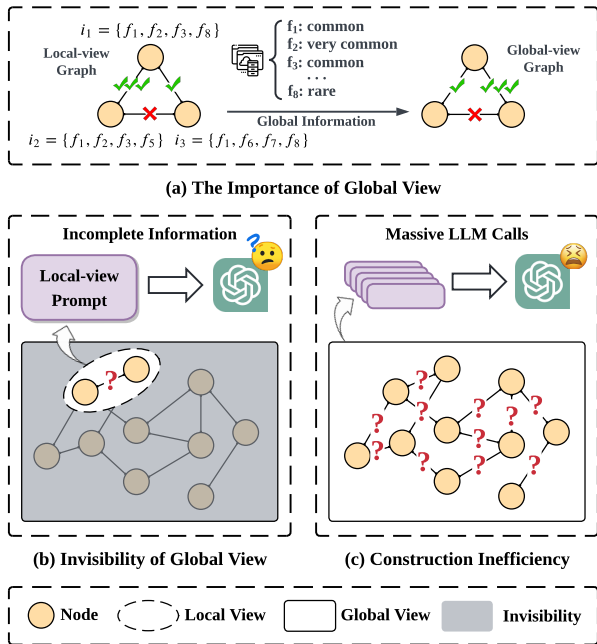 i₁ = {f₁, f₂, f₃, f₈}
Local-view
Graph
f₁: common
f₂: very common
f₃: common
. . .
f₈: rare
Global Information
Global-view
Graph
i₂ = {f₁, f₂, f₃, f₅} i₃ = {f₁, f₆, f₇, f₈}
(a) The Importance of Global View
Incomplete Information
Local-view
Prompt
?
?
(b) Invisibility of Global View
Massive LLM Calls
? ? ? ? ? ? ? ? ? ? ?
(c) Construction Inefficiency
Node
Local View
Global View
Invisibility